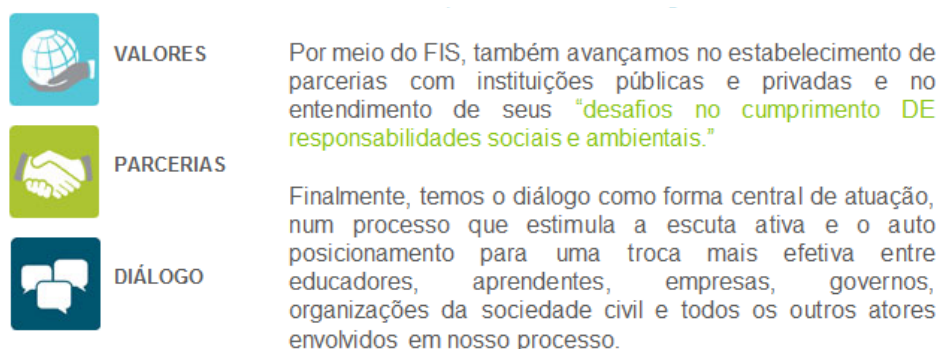 VALORES
PARCERIAS
DIÁLOGO
Por meio do FIS, também avançamos no estabelecimento de
parcerias com instituições públicas e privadas e no
entendimento de seus “desafios no cumprimento DE
responsabilidades sociais e ambientais.”
Finalmente, temos o diálogo como forma central de atuação,
num processo que estimula a escuta ativa e o auto
posicionamento para uma troca mais efetiva entre
educadores, aprendentes, empresas, governos,
organizações da sociedade civil e todos os outros atores
envolvidos em nosso processo.